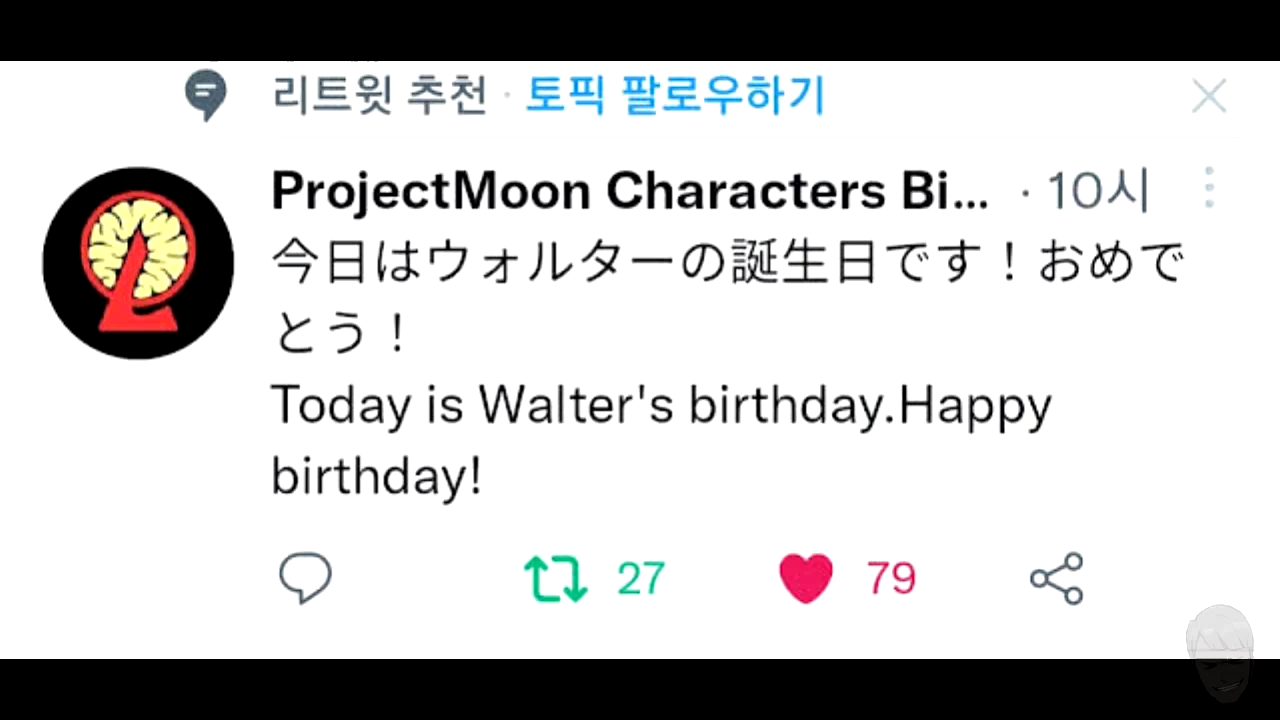 리트윗 추천 · 토픽 팔로우하기
ProjectMoon Characters Bi... · 10시
今日はウォルターの誕生日です！おめで
とう！
Today is Walter's birthday.Happy
birthday!
27 79